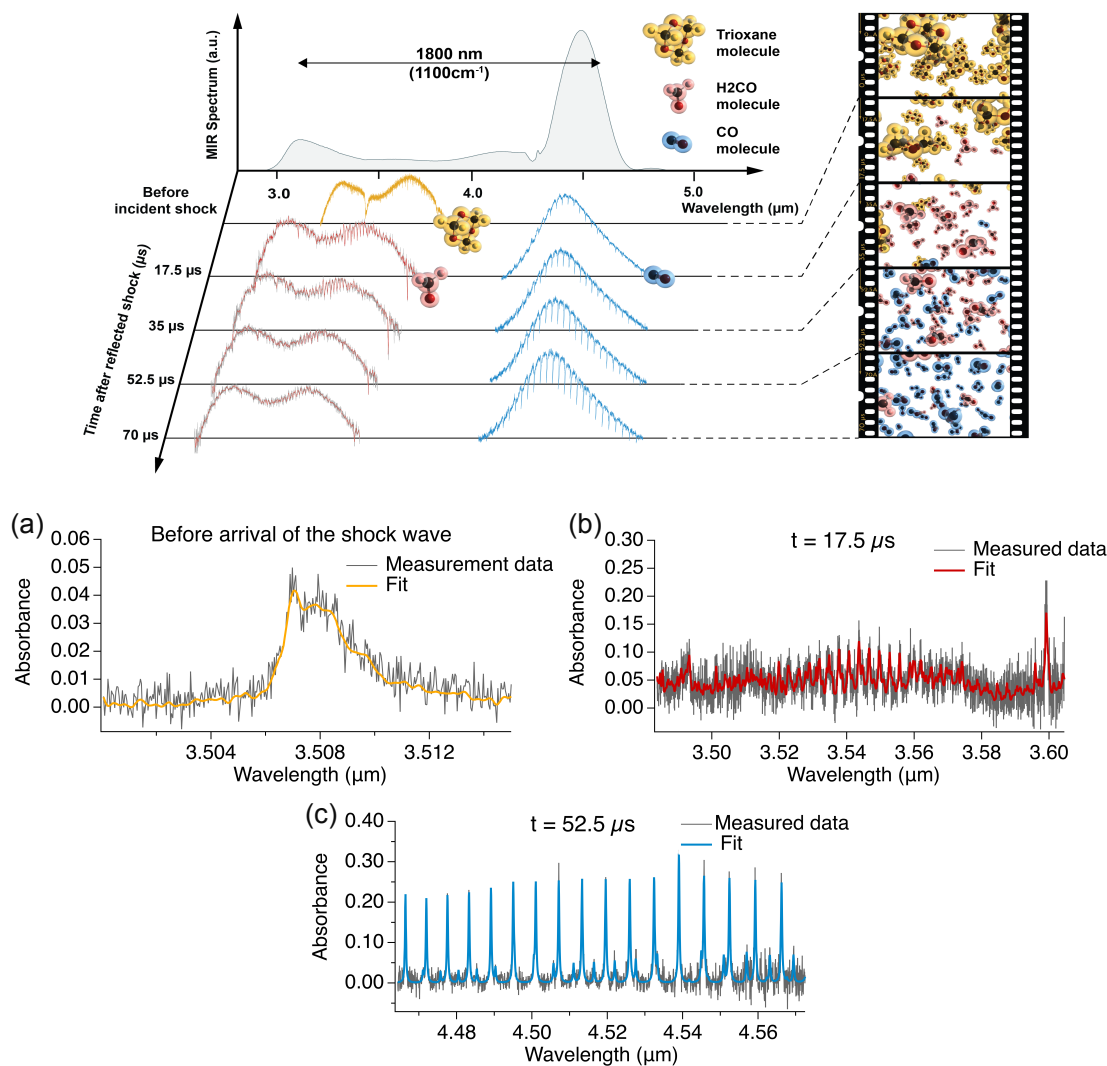 MIR Spectrum (a.u.)
1800 nm
(1100cm⁻¹)
Trioxane
molecule
H2CO
molecule
CO
molecule
3.0
4.0
5.0
Wavelength (µm)
Before
incident shock
17.5 µs
35 µs
52.5 µs
70 µs
Time after reflected shock (µs)
(a)
Before arrival of the shock wave
Measurement data
Fit
Absorbance
0.06
0.05
0.04
0.03
0.02
0.01
0.00
3.504
3.508
3.512
Wavelength (µm)
(b)
t = 17.5 µs
Measured data
Fit
Absorbance
0.30
0.25
0.20
0.15
0.10
0.05
0.00
3.50
3.52
3.54
3.56
3.58
3.60
Wavelength (µm)
(c)
t = 52.5 µs
Measured data
Fit
Absorbance
0.40
0.30
0.20
0.10
0.00
4.48
4.50
4.52
4.54
4.56
Wavelength (µm)